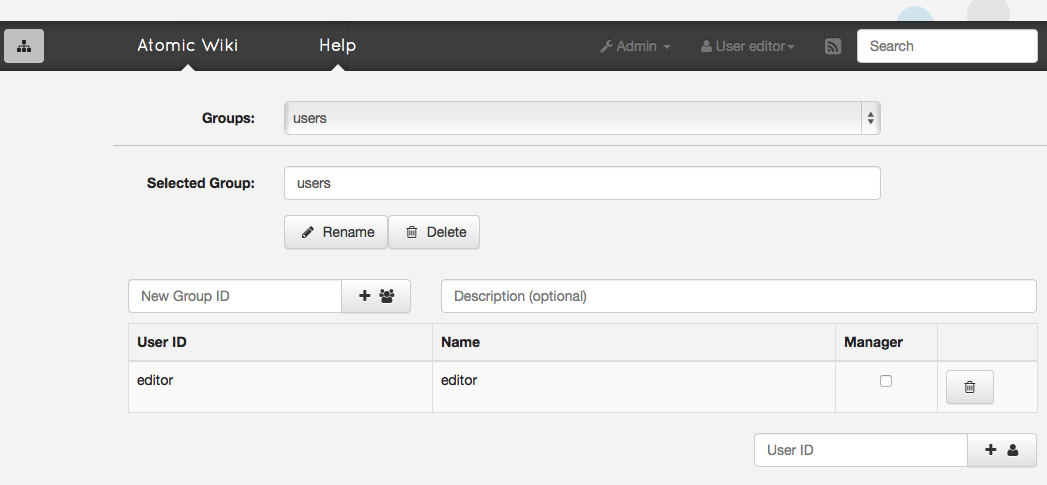 Atomic Wiki Help Admin User editor Search
Groups: users
Selected Group: users
Rename Delete
New Group ID Description (optional)
User ID Name Manager
editor editor
User ID